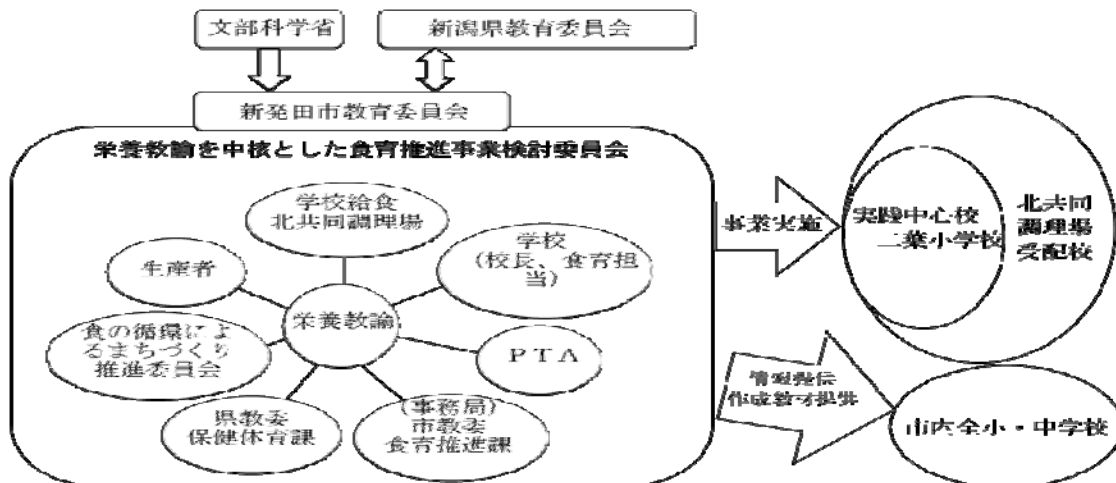 文部科学省
新潟県教育委員会
新発田市教育委員会
栄養教諭を中核とした食育推進事業検討委員会
学校給食
北共同調理場
学校
(校長、食育担
当)
生産者
栄養教諭
食の循環によ
るまちづくり
推進委員会
PTA
県教委
保健体育課
(事務局)
市教委
食育推進課
事業実施
実践中心校
二葉小学校
北共同
調理場
受配校
情報発信
作成教材提供
市内全小・中学校